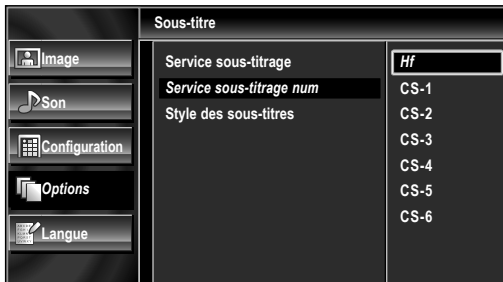 Sous-titre
Image
Son
Configuration
Options
Langue
Service sous-titrage
Service sous-titrage num
Style des sous-titres
Hf
CS-1
CS-2
CS-3
CS-4
CS-5
CS-6